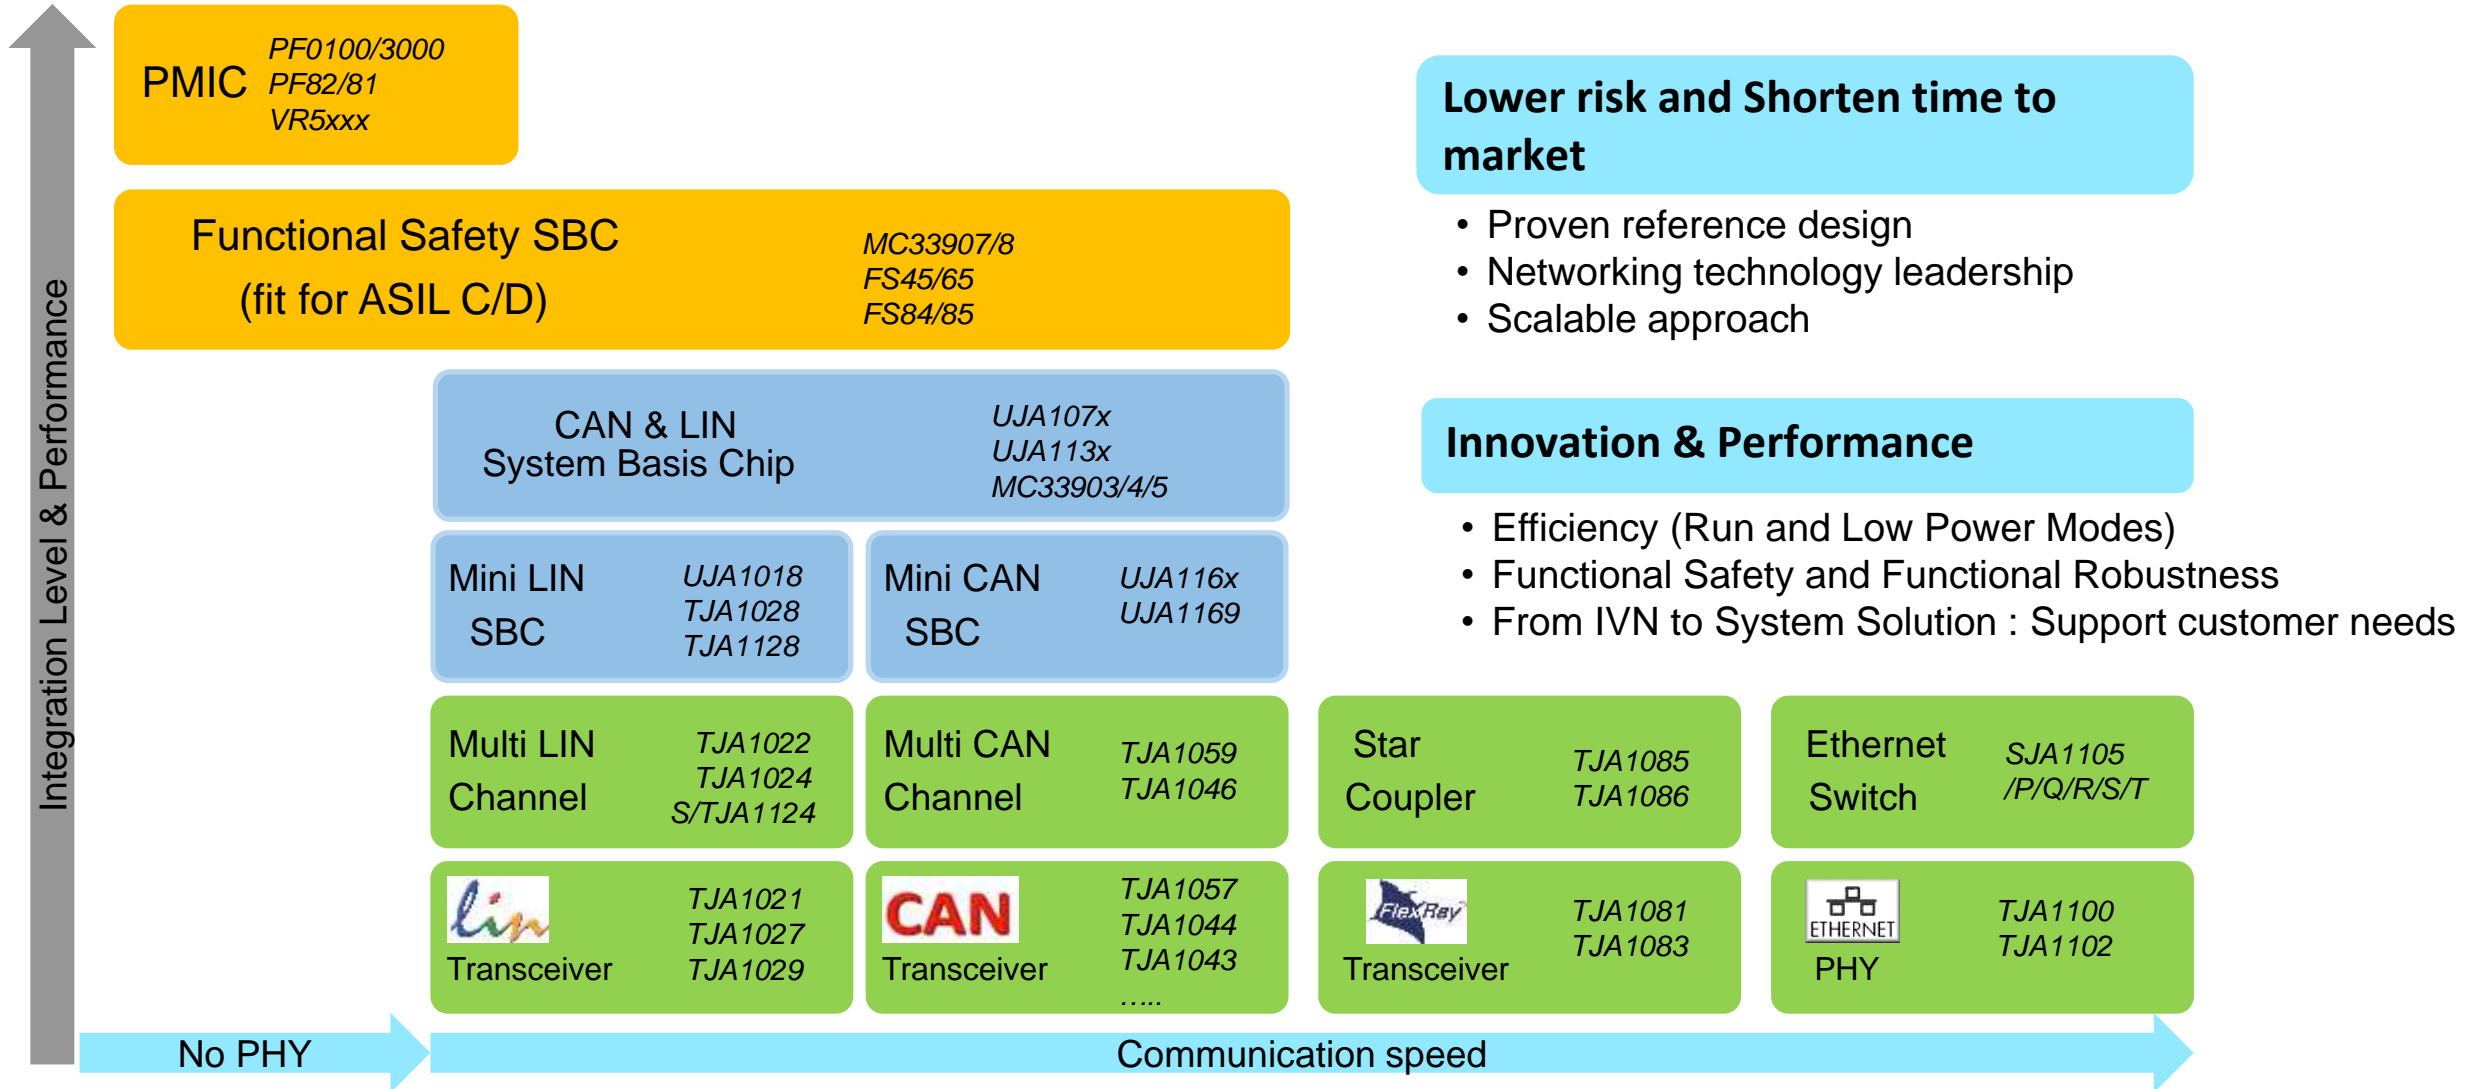 PMIC
PF0100/3000
PF82/81
VR5xxx
Functional Safety SBC
(fit for ASIL C/D)
MC33907/8
FS45/65
FS84/85
CAN & LIN
System Basis Chip
UJA107x
UJA113x
MC33903/4/5
Mini LIN
SBC
UJA1018
TJA1028
TJA1128
Mini CAN
SBC
UJA116x
UJA1169
Multi LIN
Channel
TJA1022
TJA1024
S/TJA1124
Multi CAN
Channel
TJA1059
TJA1046
Star
Coupler
TJA1085
TJA1086
Ethernet
Switch
SJA1105
/P/Q/R/S/T
lin
Transceiver
TJA1021
TJA1027
TJA1029
CAN
Transceiver
TJA1057
TJA1044
TJA1043
…..
FlexRay
Transceiver
TJA1081
TJA1083
ETHERNET
PHY
TJA1100
TJA1102
Integration Level & Performance
No PHY
Communication speed
Lower risk and Shorten time to
market
• Proven reference design
• Networking technology leadership
• Scalable approach
Innovation & Performance
• Efficiency (Run and Low Power Modes)
• Functional Safety and Functional Robustness
• From IVN to System Solution : Support customer needs